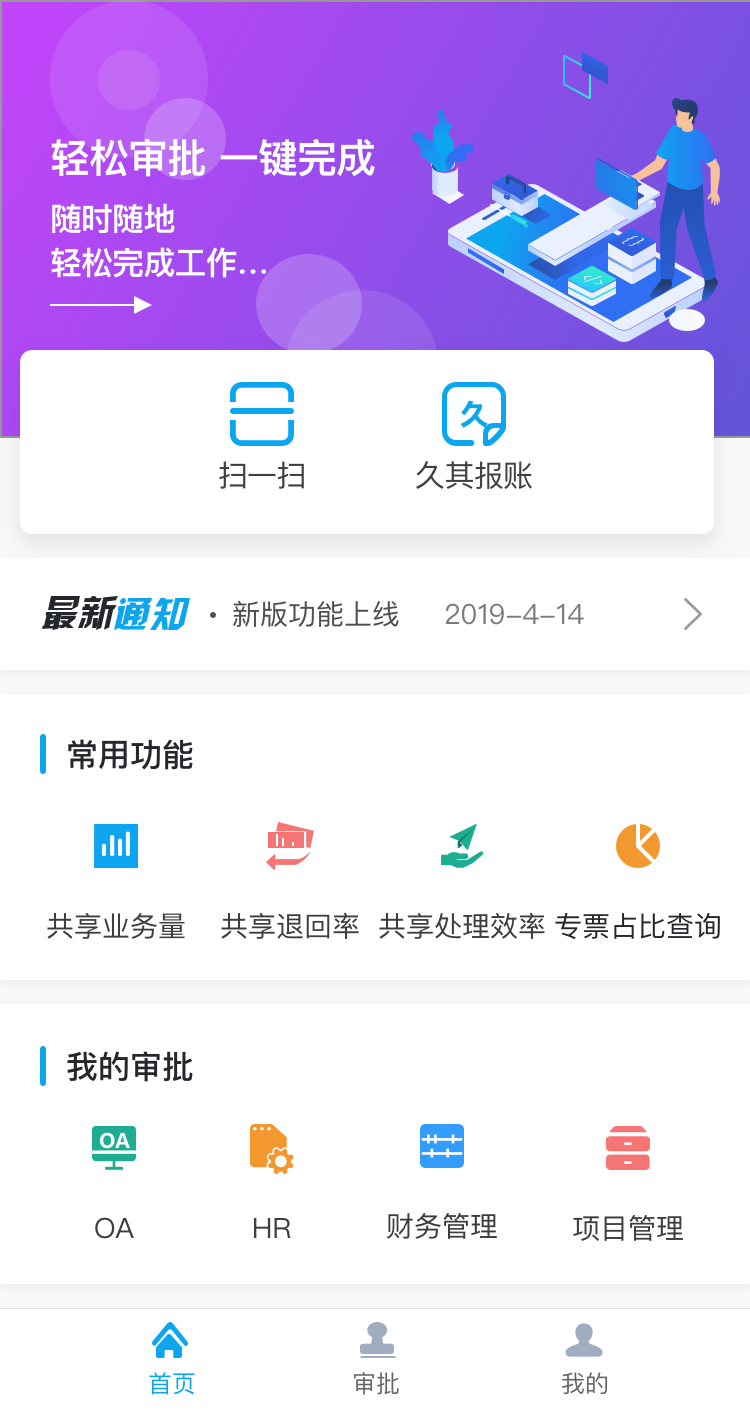 轻松审批 一键完成
随时随地
轻松完成工作...
久
扫一扫 久其报账
最新通知 · 新版功能上线 2019-4-14
常用功能
共享业务量 共享退回率 共享处理效率 专票占比查询
我的审批
OA
OA HR 财务管理 项目管理
首页 审批 我的